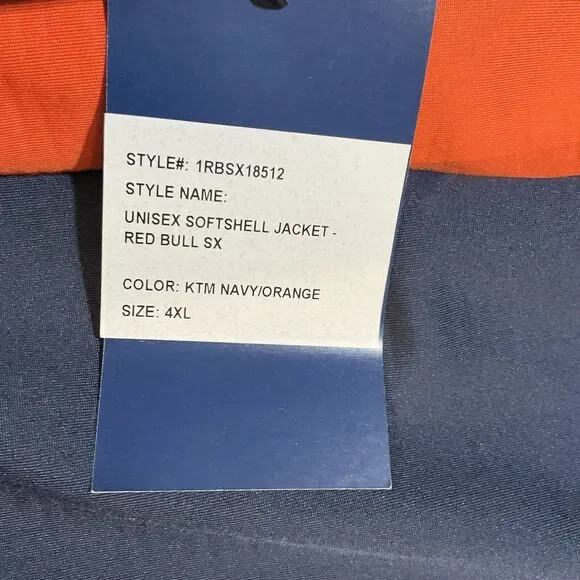 STYLE#: 1RBSX18512
STYLE NAME:
UNISEX SOFTSHELL JACKET -
RED BULL SX
COLOR: KTM NAVY/ORANGE
SIZE: 4XL